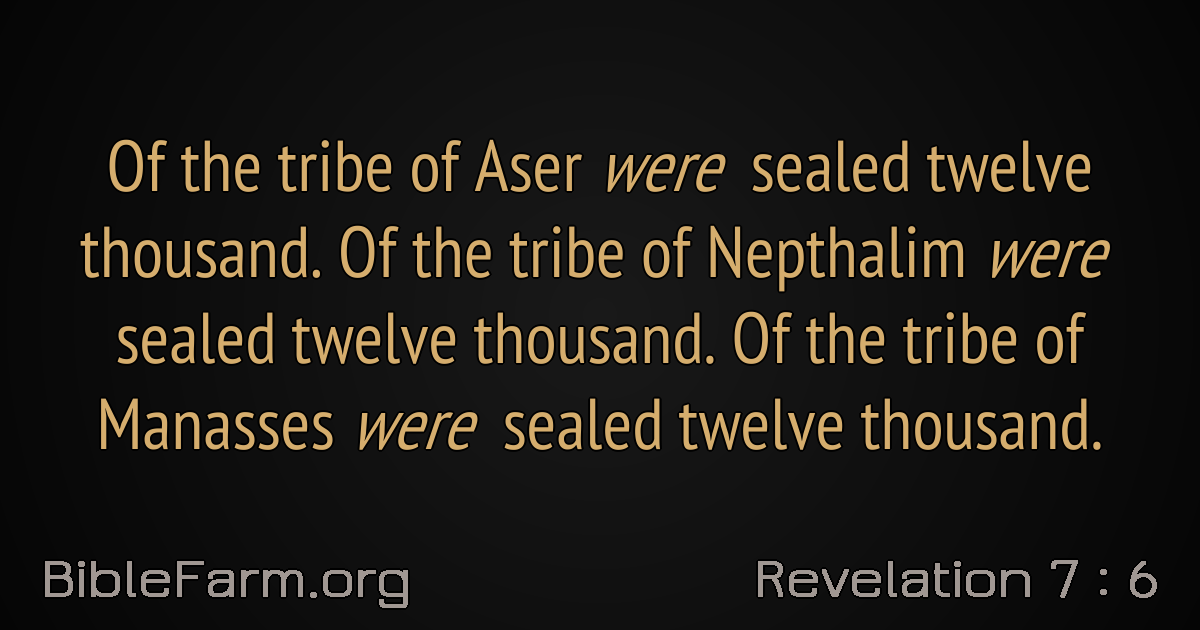 Of the tribe of Aser were sealed twelve
thousand. Of the tribe of Nepthalim were
sealed twelve thousand. Of the tribe of
Manasses were sealed twelve thousand.
BibleFarm.org
Revelation 7 : 6